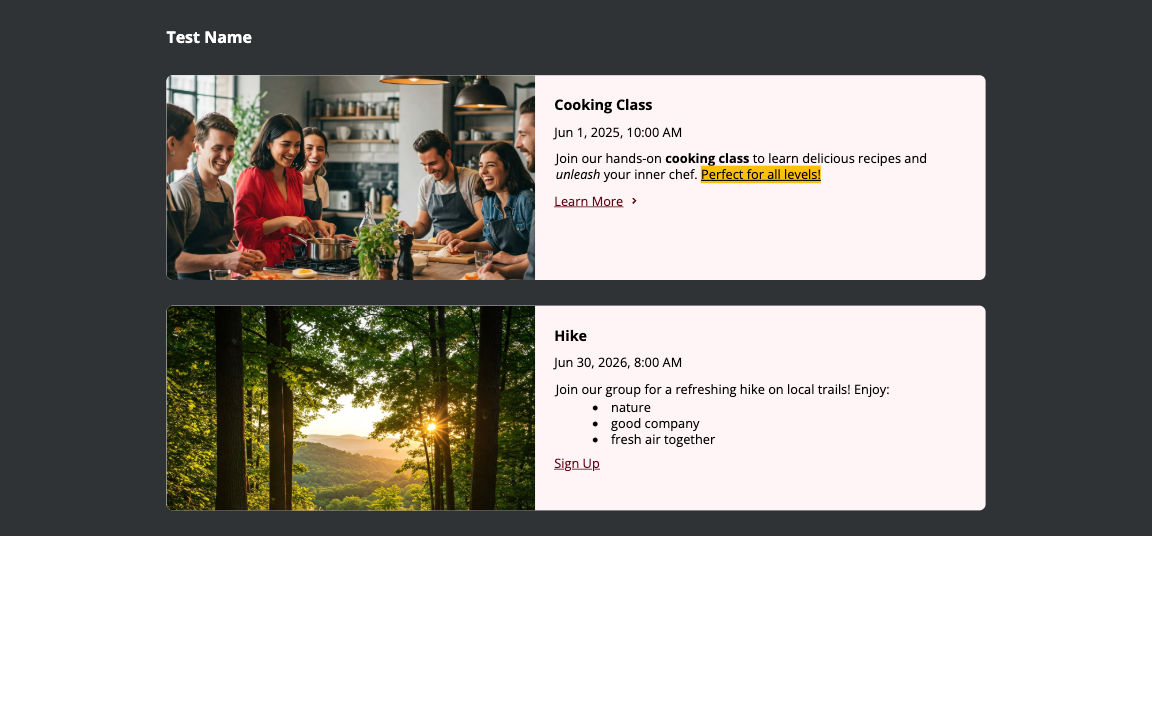 Test Name
Cooking Class
Jun 1, 2025, 10:00 AM
Join our hands-on cooking class to learn delicious recipes and
unleash your inner chef. Perfect for all levels!
Learn More
Hike
Jun 30, 2026, 8:00 AM
Join our group for a refreshing hike on local trails! Enjoy:
• nature
• good company
• fresh air together
Sign Up